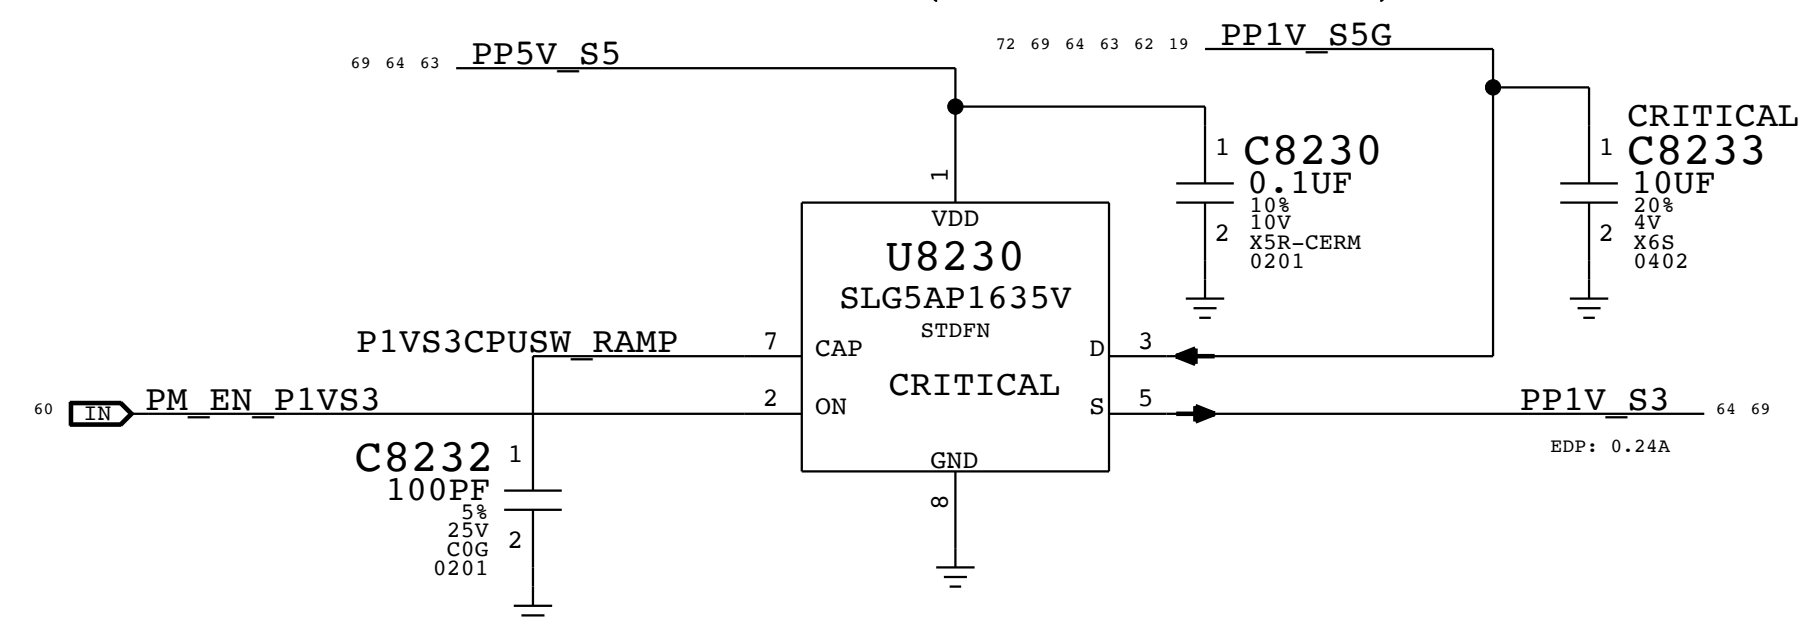 69 64 63 PP5V_S5
72 69 64 63 62 19 PP1V_S5G
CRITICAL
1 C8230
0.1UF
10%
10V
2 X5R-CERM
0201
1 C8233
10UF
20%
4V
2 X6S
0402
1
VDD
U8230
SLG5AP1635V
STDFN
CRITICAL
P1VS3CPUSW_RAMP 7 CAP
D 3
60 IN PM_EN_P1VS3 2 ON
S 5 PP1V_S3 64 69
EDP: 0.24A
GND
8
C8232 1
100PF
5%
25V
C0G 2
0201